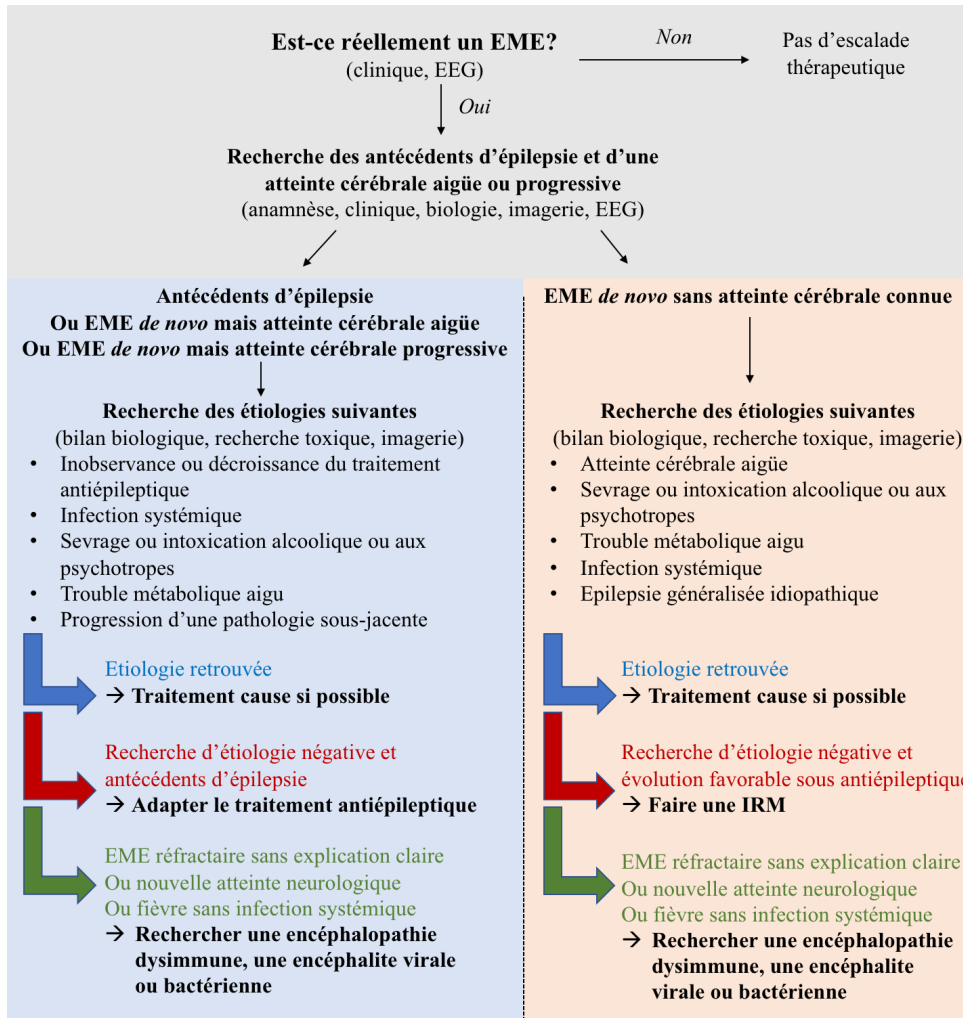 Est-ce réellement un EME?
(clinique, EEG)
Non
Pas d'escalade
thérapeutique
Oui
Recherche des antécédents d'épilepsie et d'une
atteinte cérébrale aigüe ou progressive
(anamnèse, clinique, biologie, imagerie, EEG)
Antécédents d'épilepsie
Ou EME de novo mais atteinte cérébrale aigüe
Ou EME de novo mais atteinte cérébrale progressive
Recherche des étiologies suivantes
(bilan biologique, recherche toxique, imagerie)
• Inobservance ou décroissance du traitement
antiépileptique
• Infection systémique
• Sevrage ou intoxication alcoolique ou aux
psychotropes
• Trouble métabolique aigu
• Progression d'une pathologie sous-jacente
Etiologie retrouvée
→ Traitement cause si possible
Recherche d'étiologie négative et
antécédents d'épilepsie
→ Adapter le traitement antiépileptique
EME réfractaire sans explication claire
Ou nouvelle atteinte neurologique
Ou fièvre sans infection systémique
→ Rechercher une encéphalopathie
dysimmune, une encéphalite virale
ou bactérienne
EME de novo sans atteinte cérébrale connue
Recherche des étiologies suivantes
(bilan biologique, recherche toxique, imagerie)
• Atteinte cérébrale aigüe
• Sevrage ou intoxication alcoolique ou aux
psychotropes
• Trouble métabolique aigu
• Infection systémique
• Epilepsie généralisée idiopathique
Etiologie retrouvée
→ Traitement cause si possible
Recherche d'étiologie négative et
évolution favorable sous antiépileptique
→ Faire une IRM
EME réfractaire sans explication claire
Ou nouvelle atteinte neurologique
Ou fièvre sans infection systémique
→ Rechercher une encéphalopathie
dysimmune, une encéphalite
virale ou bactérienne